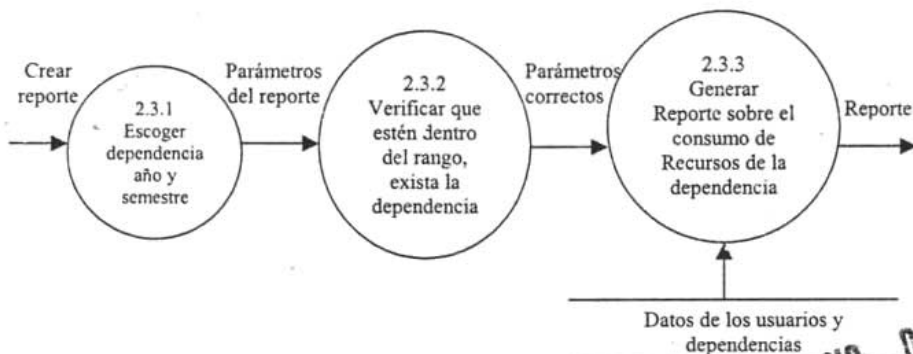 Crear
reporte
2.3.1
Escoger
dependencia
año y
semestre
Parámetros
del reporte
2.3.2
Verificar que
estén dentro
del rango,
exista la
dependencia
Parámetros
correctos
2.3.3
Generar
Reporte sobre el
consumo de
Recursos de la
dependencia
Reporte
Datos de los usuarios y
dependencias